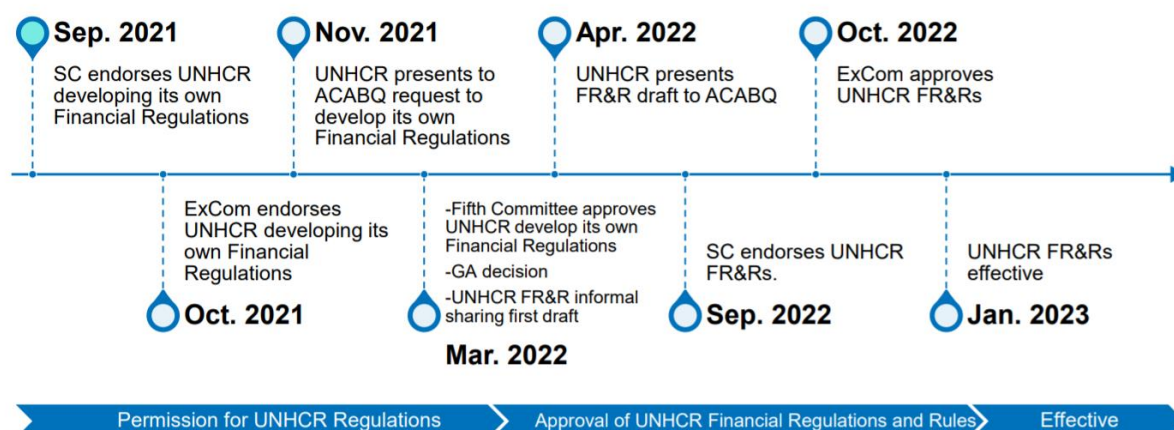 Sep. 2021
SC endorses UNHCR
developing its own
Financial Regulations
Nov. 2021
UNHCR presents to
ACABQ request to
develop its own
Financial Regulations
Apr. 2022
UNHCR presents
FR&R draft to ACABQ
Oct. 2022
ExCom approves
UNHCR FR&Rs
ExCom endorses
UNHCR developing its
own Financial
Regulations
Oct. 2021
-Fifth Committee approves
UNHCR develop its own
Financial Regulations
-GA decision
-UNHCR FR&R informal
sharing first draft
Mar. 2022
SC endorses UNHCR
FR&Rs.
Sep. 2022
UNHCR FR&Rs
effective
Jan. 2023
Permission for UNHCR Regulations
Approval of UNHCR Financial Regulations and Rules
Effective